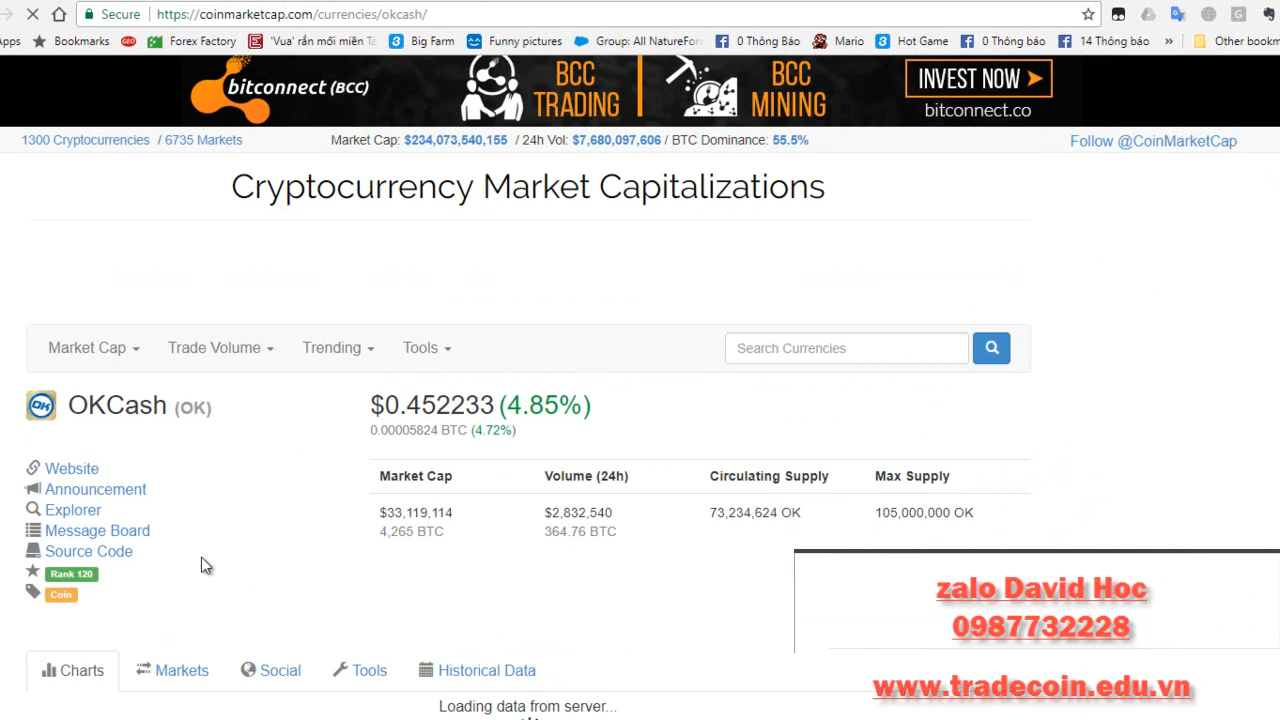 Secure https://coinmarketcap.com/currencies/okcash/
Apps Bookmarks GEO Forex Factory 'Vua' rắn mối miền Tâ Big Farm Funny pictures Group: All NatureFore 0 Thông Báo Mario Hot Game 0 Thông báo 14 Thông báo » Other bookm
bitconnect (BCC) BCC TRADING BCC MINING INVEST NOW
bitconnect.co
1300 Cryptocurrencies / 6735 Markets Market Cap: $234,073,540,155 / 24h Vol: $7,680,097,606 / BTC Dominance: 55.5% Follow @CoinMarketCap
Cryptocurrency Market Capitalizations
Market Cap Trade Volume Trending Tools Search Currencies
OK OKCash (OK) $0.452233 (4.85%)
0.00005824 BTC (4.72%)
Website
Announcement
Explorer
Message Board
Source Code
Rank 120
Coin
Market Cap Volume (24h) Circulating Supply Max Supply
$33,119,114 $2,832,540 73,234,624 OK 105,000,000 OK
4,265 BTC 364.76 BTC
zalo David Hoc
0987732228
www.tradecoin.edu.vn
Charts Markets Social Tools Historical Data
Loading data from server...